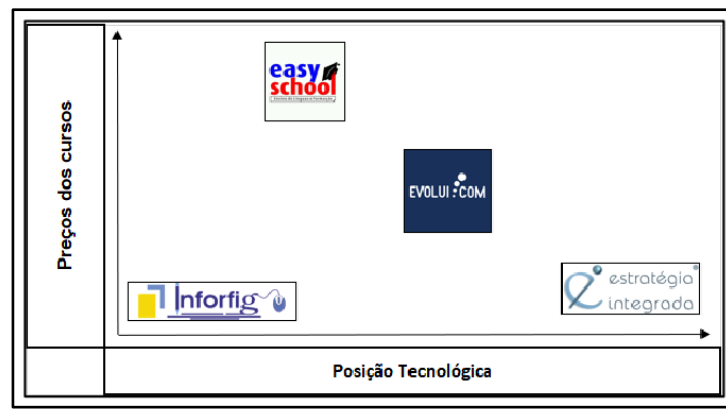 Preços dos cursos
easy
school
EVOLUI.COM
Inforfig
estratégia
integrada
Posição Tecnológica